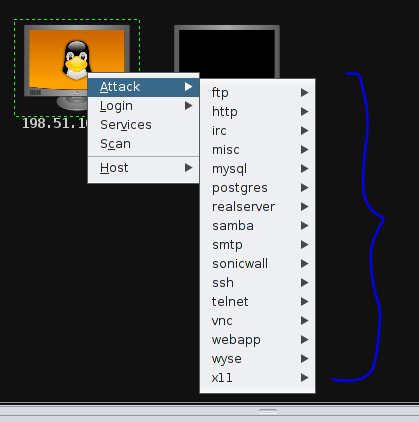 198.51.10
Attack
Login
Services
Scan
Host
ftp
http
irc
misc
mysql
postgres
realserver
samba
smtp
sonicwall
ssh
telnet
vnc
webapp
wyse
x11